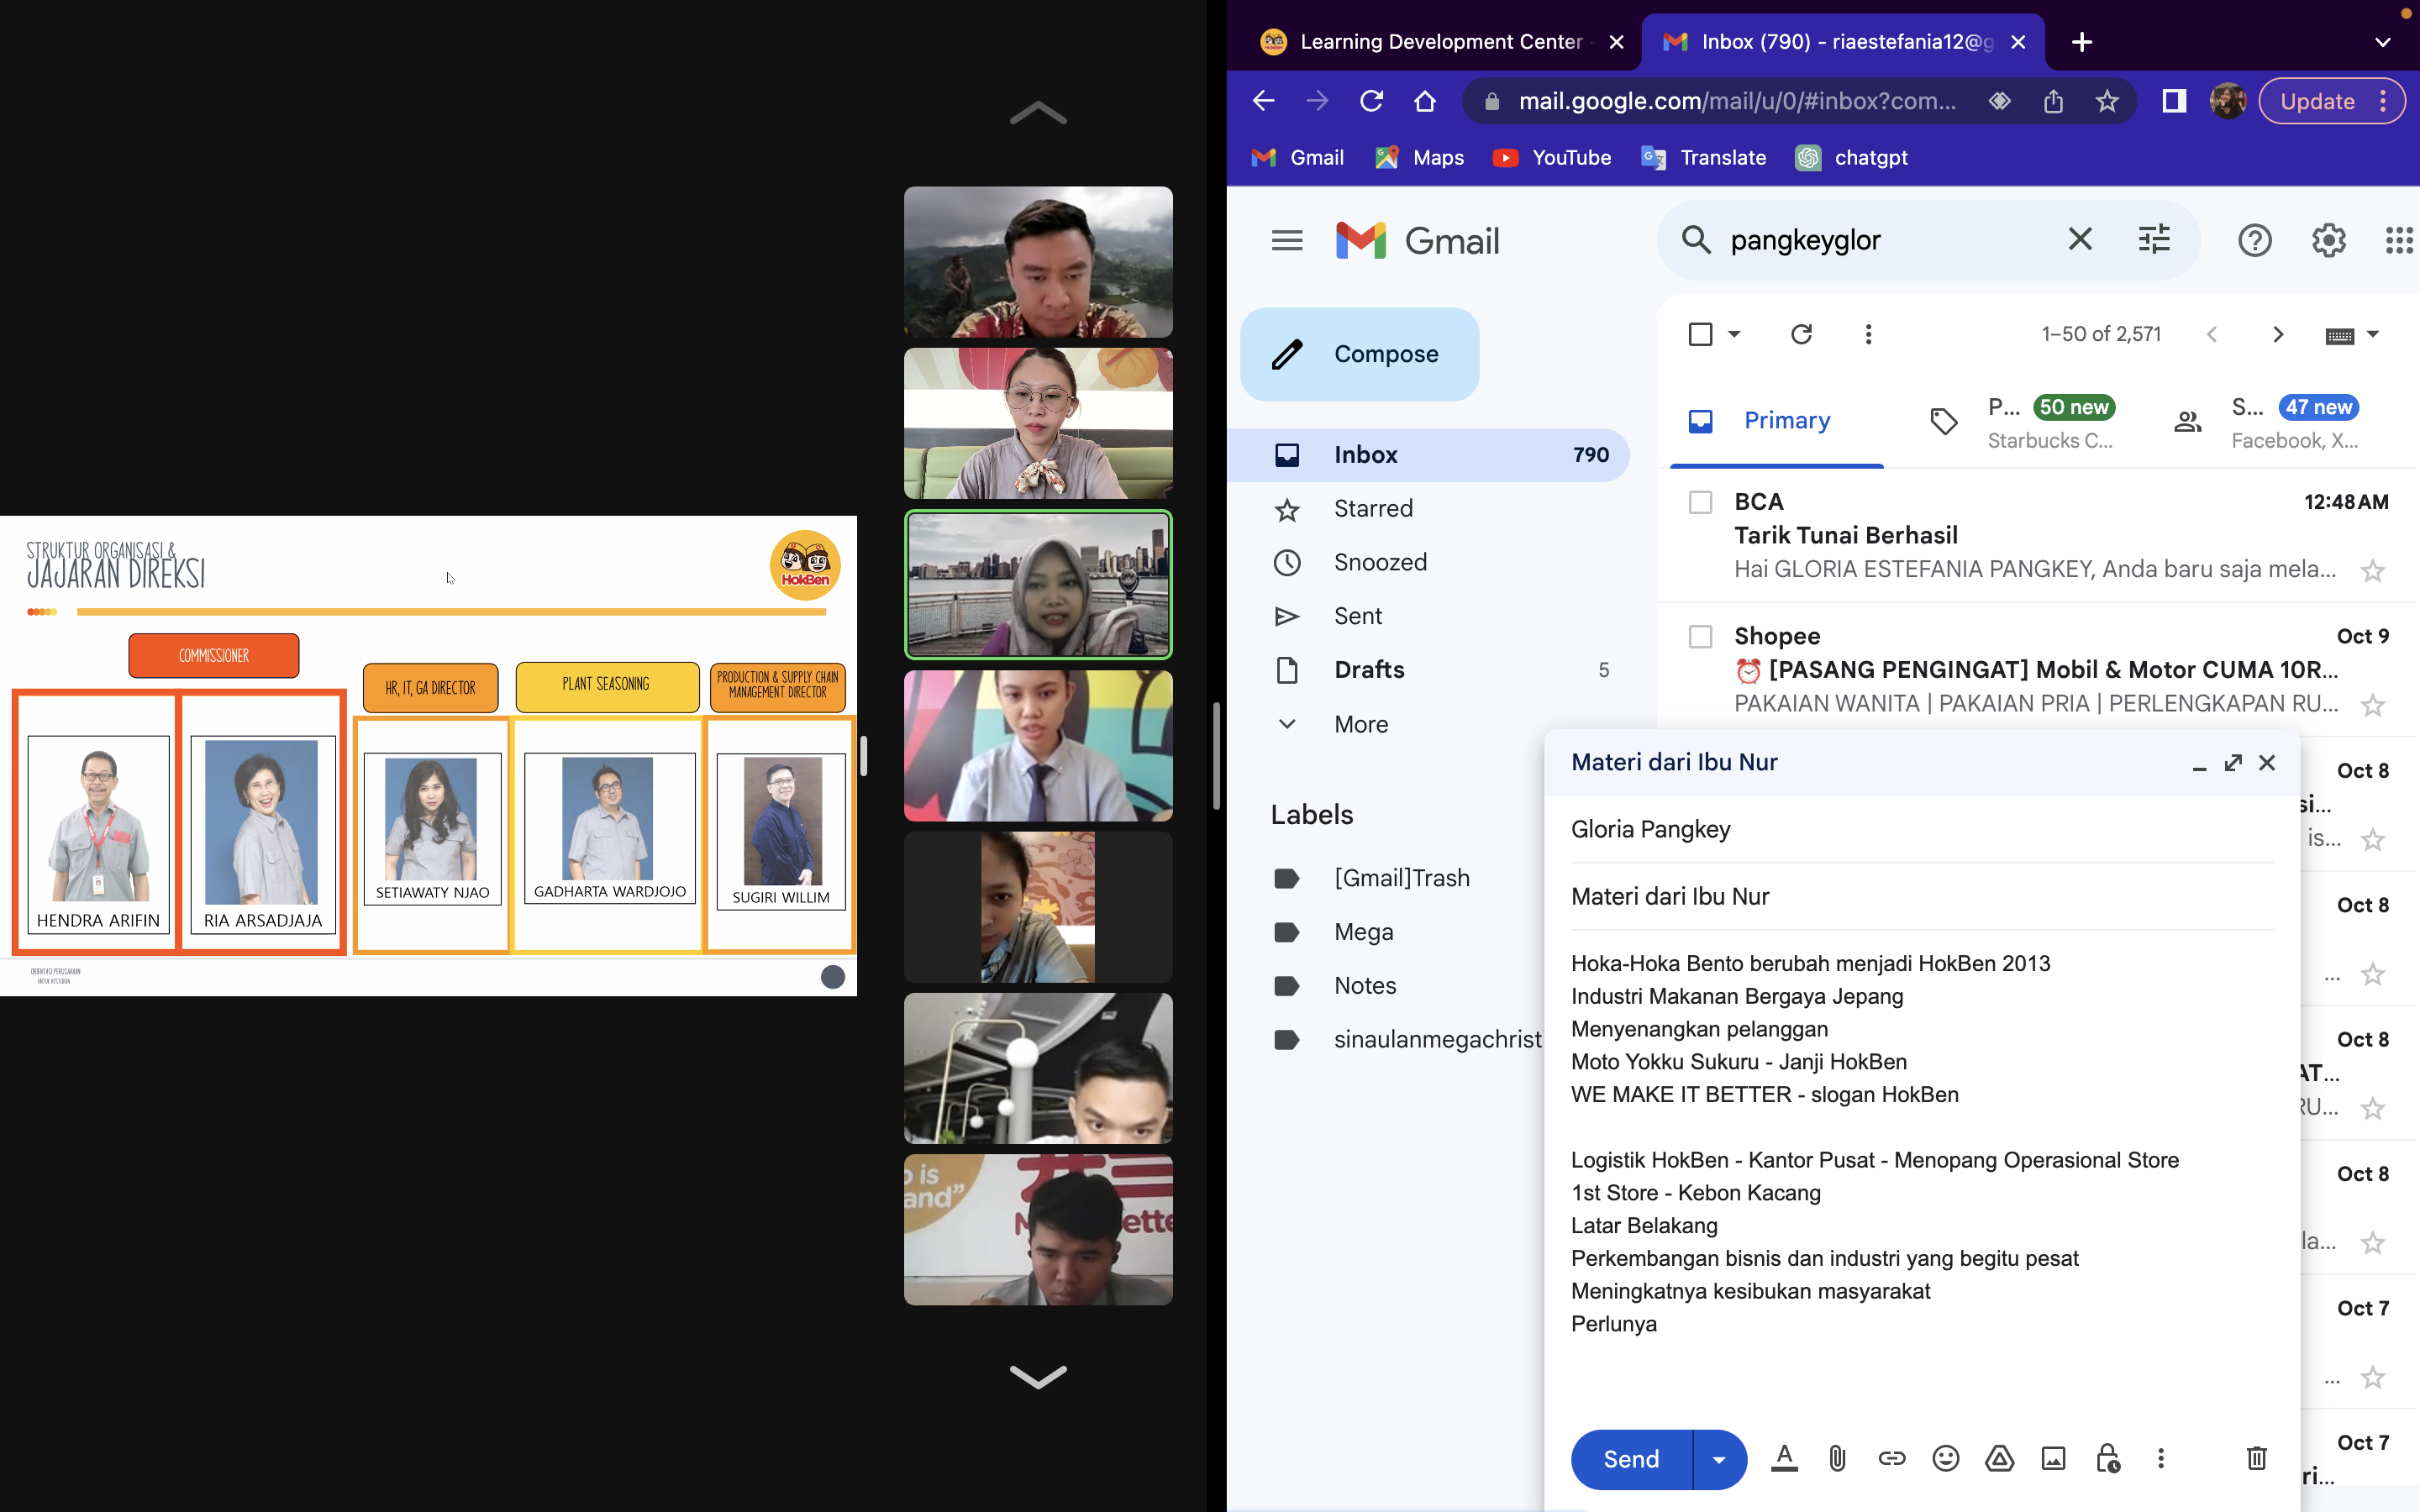 STRUKTUR ORGANISASI &
JAJARAN DIREKSI
HokBen
COMMISSIONER
HR, IT, GA DIRECTOR
PLANT SEASONING
PRODUCTION & SUPPLY CHAIN
MANAGEMENT DIRECTOR
HENDRA ARIFIN
RIA ARSADJAJA
SETIAWATY NJAO
GADHARTA WARDJOJO
SUGIRI WILLIM
ORIENTASI PERUSAHAAN
UNTUK RESTORAN
is
and”
ette
Learning Development Center
Inbox (790) - riaestefania12@g
mail.google.com/mail/u/0/#inbox?com...
Update
Gmail
Maps
YouTube
Translate
chatgpt
Gmail
pangkeyglor
Compose
Inbox 790
Starred
Snoozed
Sent
Drafts 5
More
Labels
[Gmail]Trash
Mega
Notes
sinaulanmegachrist
1–50 of 2,571
Primary
P... 50 new
Starbucks C...
S... 47 new
Facebook, X...
BCA 12:48 AM
Tarik Tunai Berhasil
Hai GLORIA ESTEFANIA PANGKEY, Anda baru saja mela...
Shopee Oct 9
⏰ [PASANG PENGINGAT] Mobil & Motor CUMA 10R...
PAKAIAN WANITA | PAKAIAN PRIA | PERLENGKAPAN RU...
Oct 8
si...
is...
Oct 8
...
Oct 8
AT...
RU...
Oct 8
la...
Oct 7
...
Oct 7
ri...
Materi dari Ibu Nur
Gloria Pangkey
Materi dari Ibu Nur
Hoka-Hoka Bento berubah menjadi HokBen 2013
Industri Makanan Bergaya Jepang
Menyenangkan pelanggan
Moto Yokku Sukuru - Janji HokBen
WE MAKE IT BETTER - slogan HokBen
Logistik HokBen - Kantor Pusat - Menopang Operasional Store
1st Store - Kebon Kacang
Latar Belakang
Perkembangan bisnis dan industri yang begitu pesat
Meningkatnya kesibukan masyarakat
Perlunya
Send